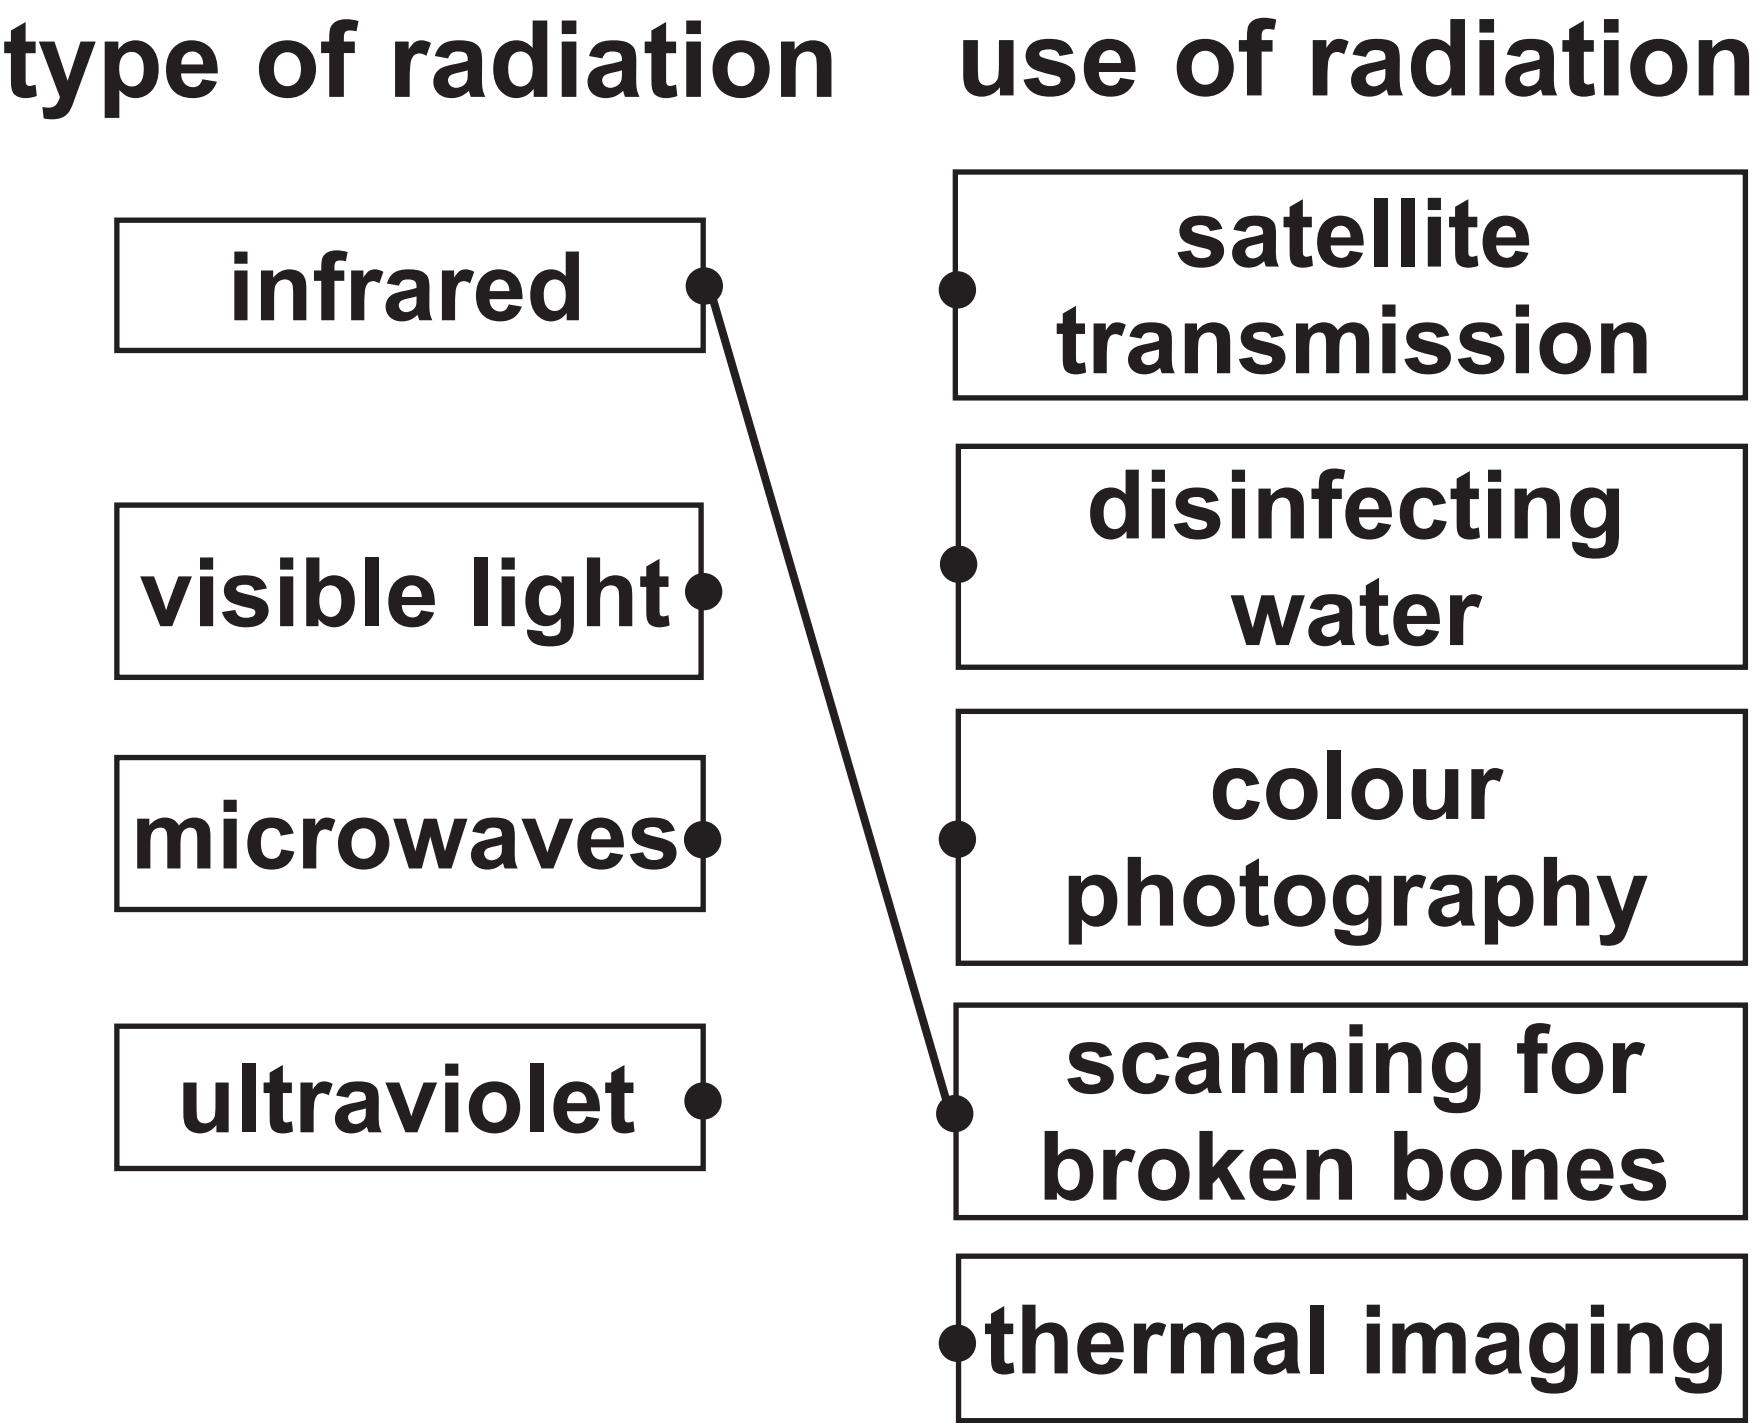 type of radiation
use of radiation
infrared
visible light
microwaves
ultraviolet
satellite
transmission
disinfecting
water
colour
photography
scanning for
broken bones
thermal imaging